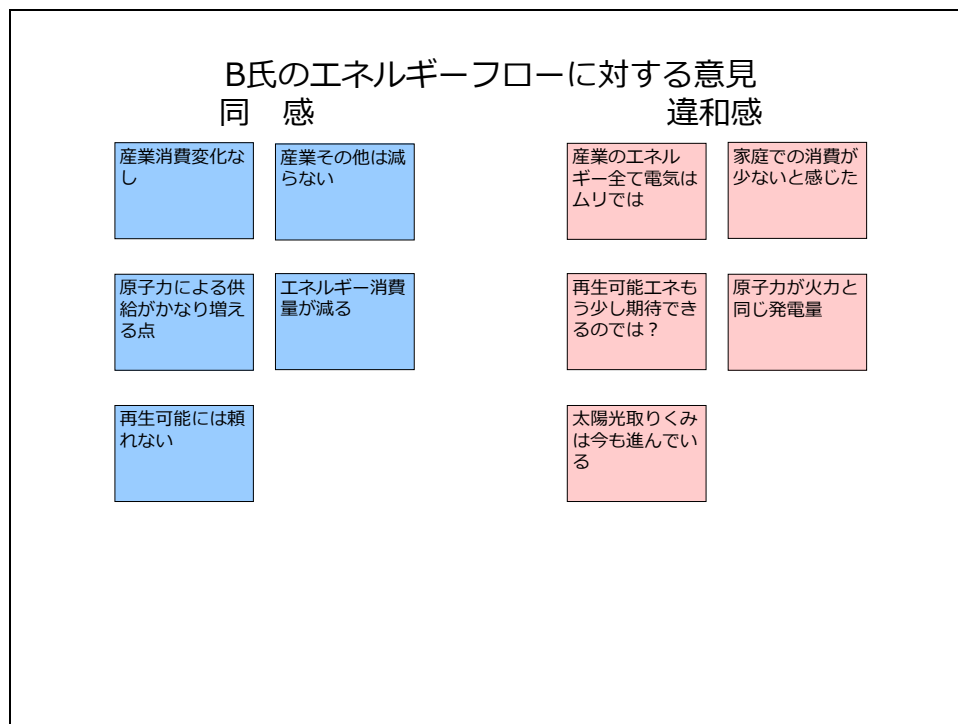 B氏のエネルギーフローに対する意見
同　感
違和感
産業消費変化な
し
産業その他は減
らない
原子力による供
給がかなり増え
る点
エネルギー消費
量が減る
再生可能には頼
れない
産業のエネル
ギー全て電気は
ムリでは
家庭での消費が
少ないと感じた
再生可能エネも
う少し期待でき
るのでは？
原子力が火力と
同じ発電量
太陽光取りくみ
は今も進んでい
る